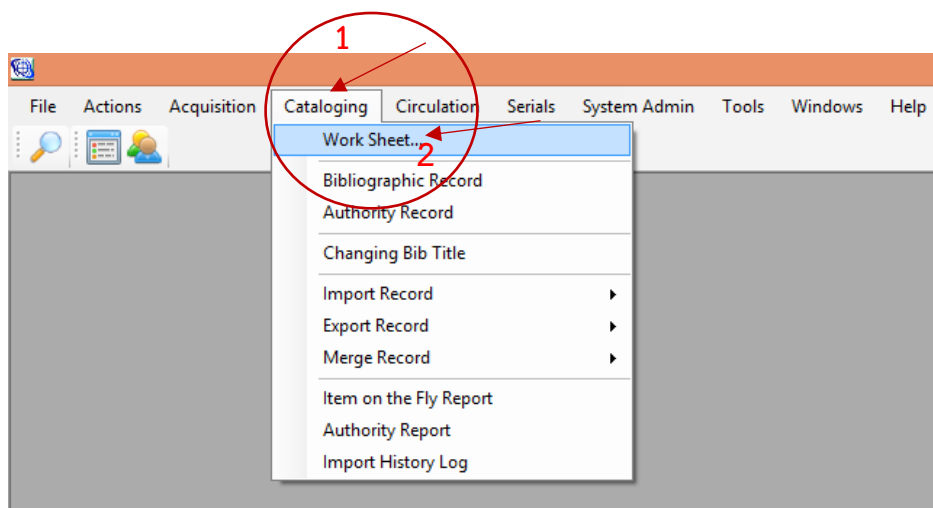 1
File Actions Acquisition Cataloging Circulation Serials System Admin Tools Windows Help
Work Sheet...
2
Bibliographic Record
Authority Record
Changing Bib Title
Import Record
Export Record
Merge Record
Item on the Fly Report
Authority Report
Import History Log